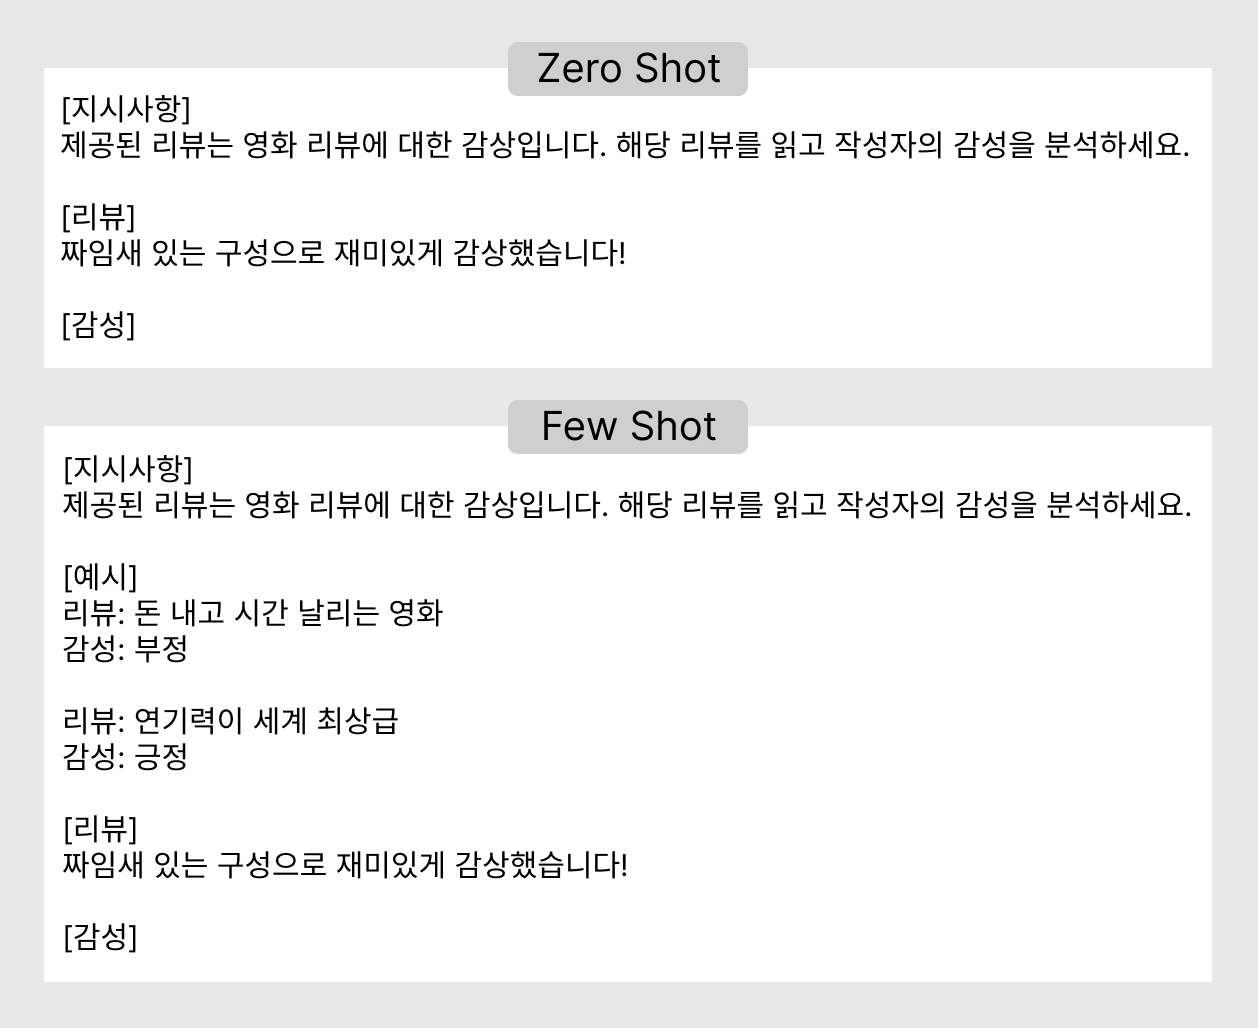 Zero Shot
[지시사항]
제공된 리뷰는 영화 리뷰에 대한 감상입니다. 해당 리뷰를 읽고 작성자의 감성을 분석하세요.
[리뷰]
짜임새 있는 구성으로 재미있게 감상했습니다!
[감성]
Few Shot
[지시사항]
제공된 리뷰는 영화 리뷰에 대한 감상입니다. 해당 리뷰를 읽고 작성자의 감성을 분석하세요.
[예시]
리뷰: 돈 내고 시간 날리는 영화
감성: 부정
리뷰: 연기력이 세계 최상급
감성: 긍정
[리뷰]
짜임새 있는 구성으로 재미있게 감상했습니다!
[감성]